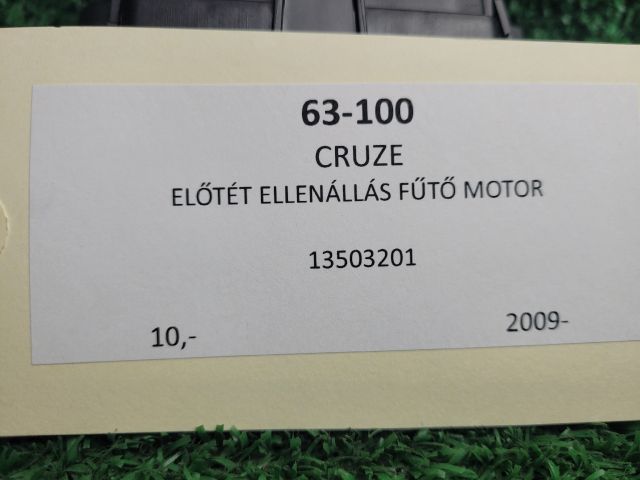 63-100
CRUZE
ELŐTÉT ELLENÁLLÁS FŰTŐ MOTOR
13503201
10,- 2009-